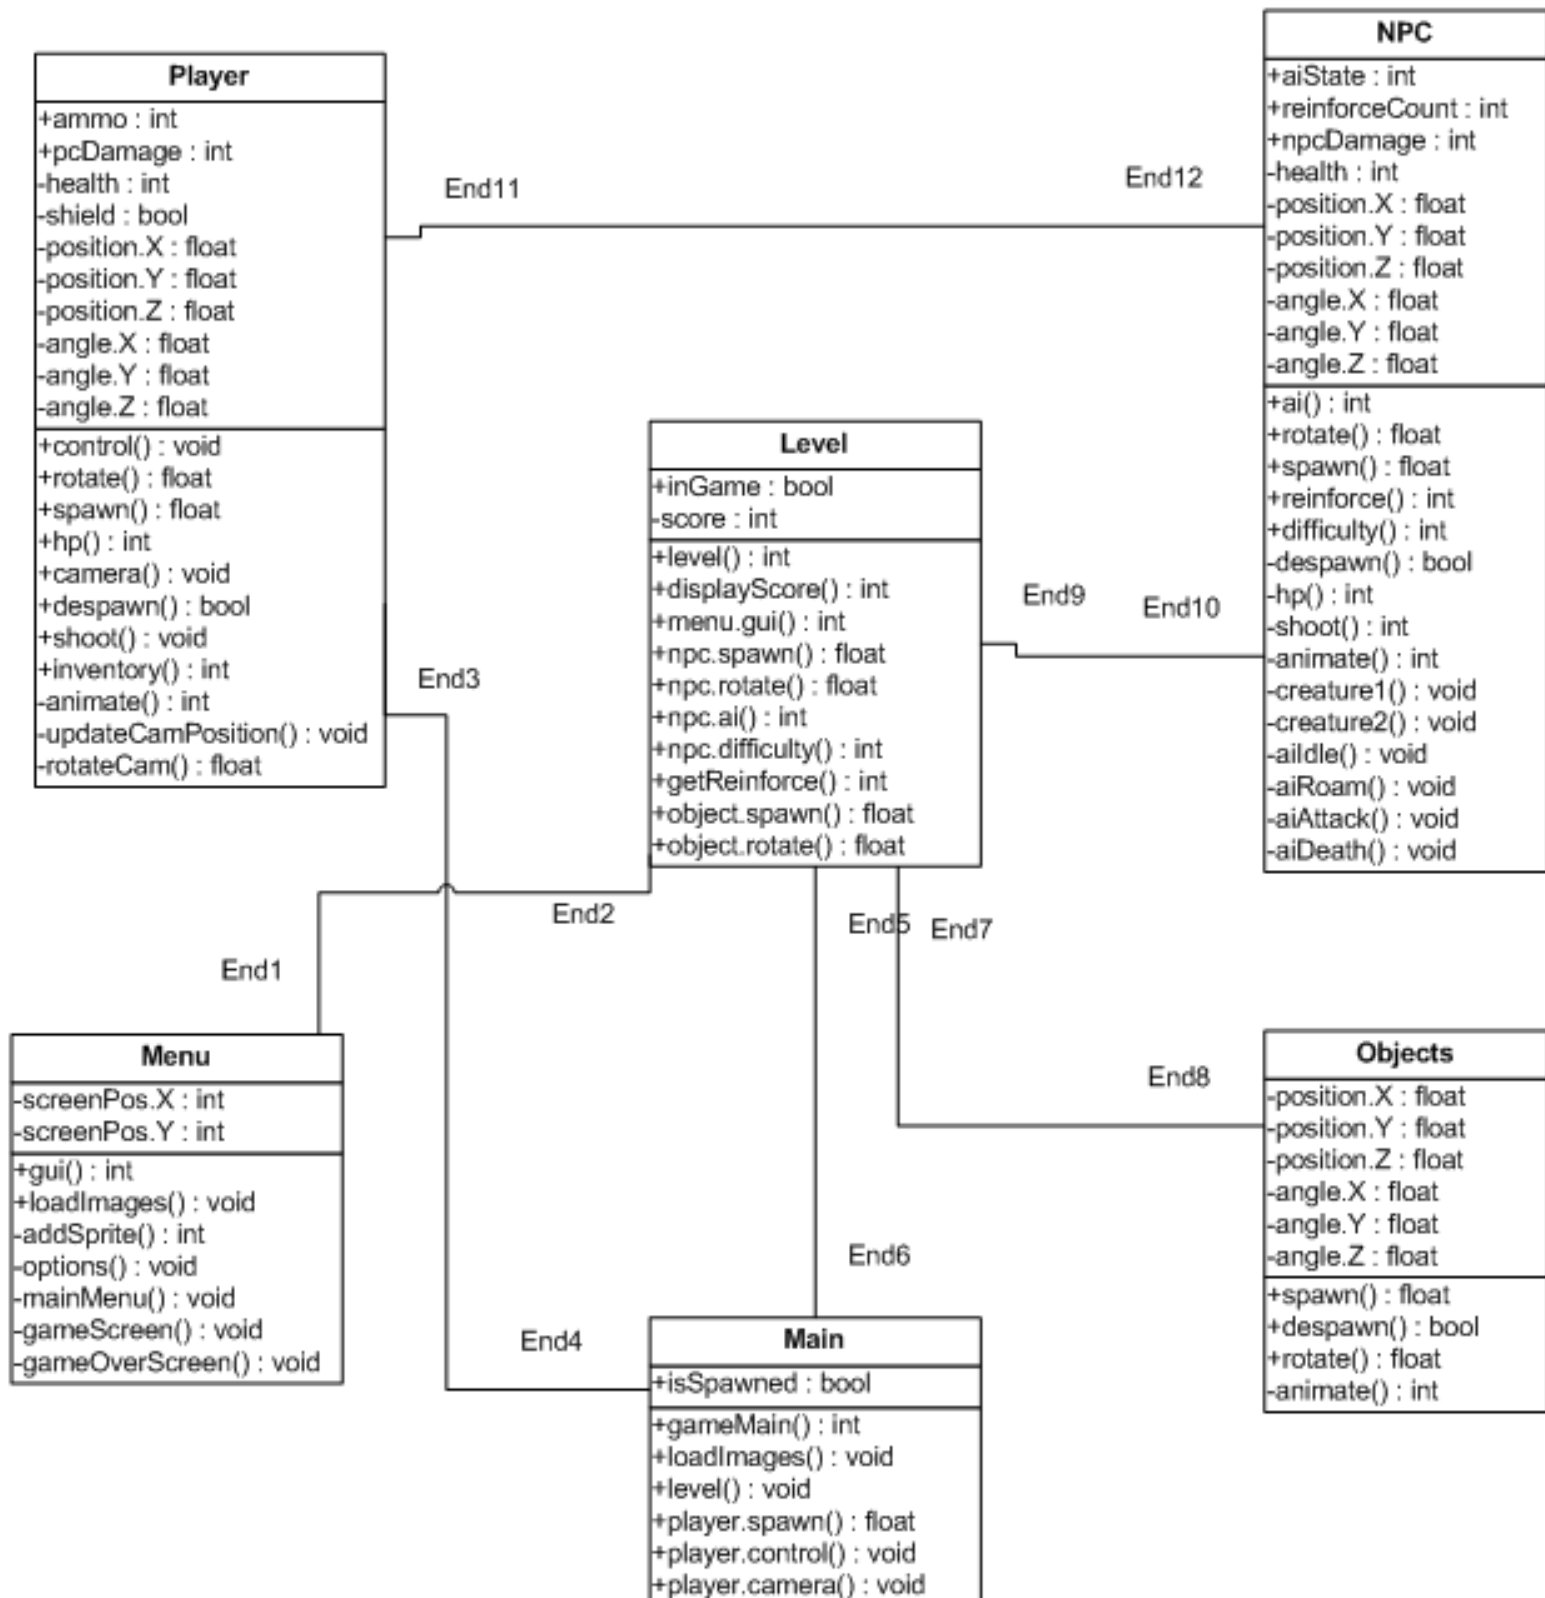 Player
+ammo : int
+pcDamage : int
-health : int
-shield : bool
-position.X : float
-position.Y : float
-position.Z : float
-angle.X : float
-angle.Y : float
-angle.Z : float
+control() : void
+rotate() : float
+spawn() : float
+hp() : int
+camera() : void
+despawn() : bool
+shoot() : void
+inventory() : int
-animate() : int
-updateCamPosition() : void
-rotateCam() : float
End11
End12
NPC
+aiState : int
+reinforceCount : int
+npcDamage : int
-health : int
-position.X : float
-position.Y : float
-position.Z : float
-angle.X : float
-angle.Y : float
-angle.Z : float
+ai() : int
+rotate() : float
+spawn() : float
+reinforce() : int
+difficulty() : int
-despawn() : bool
-hp() : int
-shoot() : int
-animate() : int
-creature1() : void
-creature2() : void
-aiIdle() : void
-aiRoam() : void
-aiAttack() : void
-aiDeath() : void
Level
+inGame : bool
-score : int
+level() : int
+displayScore() : int
+menu.gui() : int
+npc.spawn() : float
+npc.rotate() : float
+npc.ai() : int
+npc.difficulty() : int
+getReinforce() : int
+object.spawn() : float
+object.rotate() : float
End9
End10
End3
End2
End5
End7
End1
Menu
-screenPos.X : int
-screenPos.Y : int
+gui() : int
+loadImages() : void
-addSprite() : int
-options() : void
-mainMenu() : void
-gameScreen() : void
-gameOverScreen() : void
End8
Objects
-position.X : float
-position.Y : float
-position.Z : float
-angle.X : float
-angle.Y : float
-angle.Z : float
+spawn() : float
+despawn() : bool
+rotate() : float
-animate() : int
End6
End4
Main
+isSpawned : bool
+gameMain() : int
+loadImages() : void
+level() : void
+player.spawn() : float
+player.control() : void
+player.camera() : void